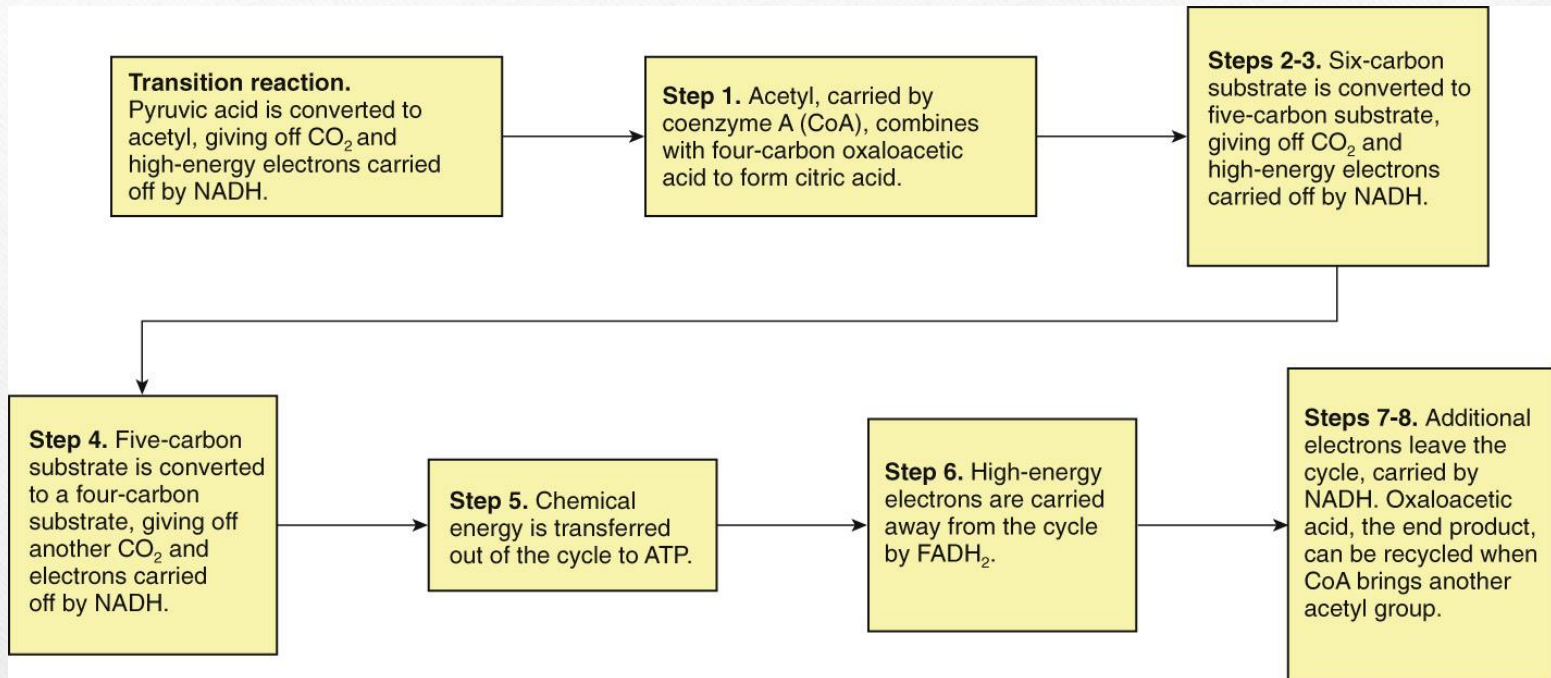 Transition reaction.
Pyruvic acid is converted to
acetyl, giving off CO₂ and
high-energy electrons carried
off by NADH.
Step 1. Acetyl, carried by
coenzyme A (CoA), combines
with four-carbon oxaloacetic
acid to form citric acid.
Steps 2-3. Six-carbon
substrate is converted to
five-carbon substrate,
giving off CO₂ and
high-energy electrons
carried off by NADH.
Step 4. Five-carbon
substrate is converted
to a four-carbon
substrate, giving off
another CO₂ and
electrons carried
off by NADH.
Step 5. Chemical
energy is transferred
out of the cycle to ATP.
Step 6. High-energy
electrons are carried
away from the cycle
by FADH₂.
Steps 7-8. Additional
electrons leave the
cycle, carried by
NADH. Oxaloacetic
acid, the end product,
can be recycled when
CoA brings another
acetyl group.